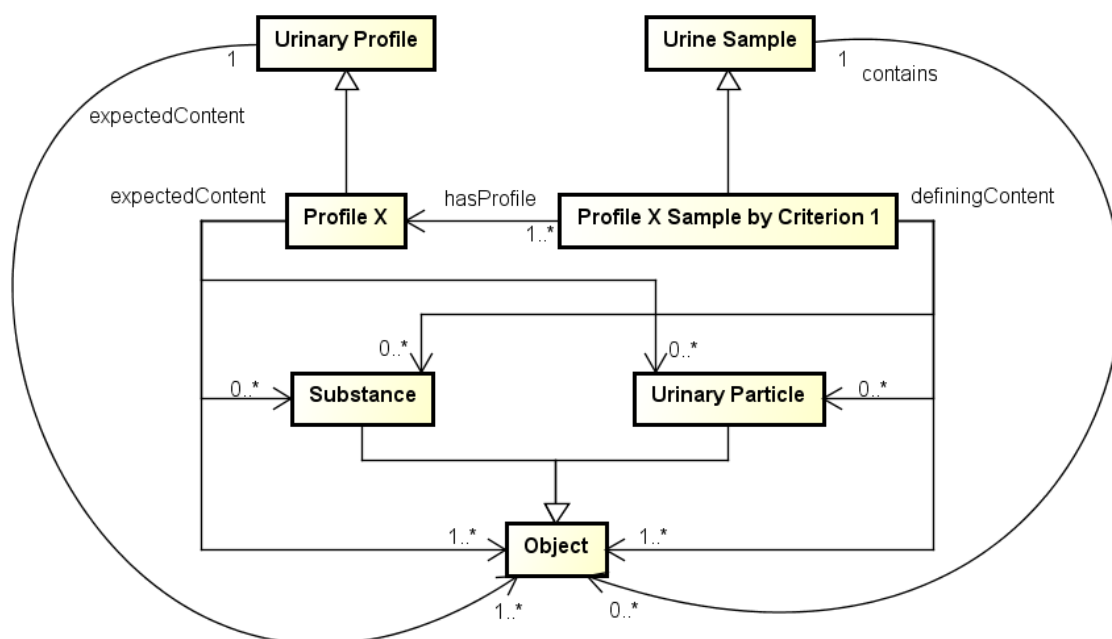 Urinary Profile
Urine Sample
1
1
contains
expectedContent
expectedContent
hasProfile
definingContent
Profile X
Profile X Sample by Criterion 1
1..*
0..*
0..*
0..*
Substance
Urinary Particle
0..*
1..*
Object
1..*
1..*
0..*